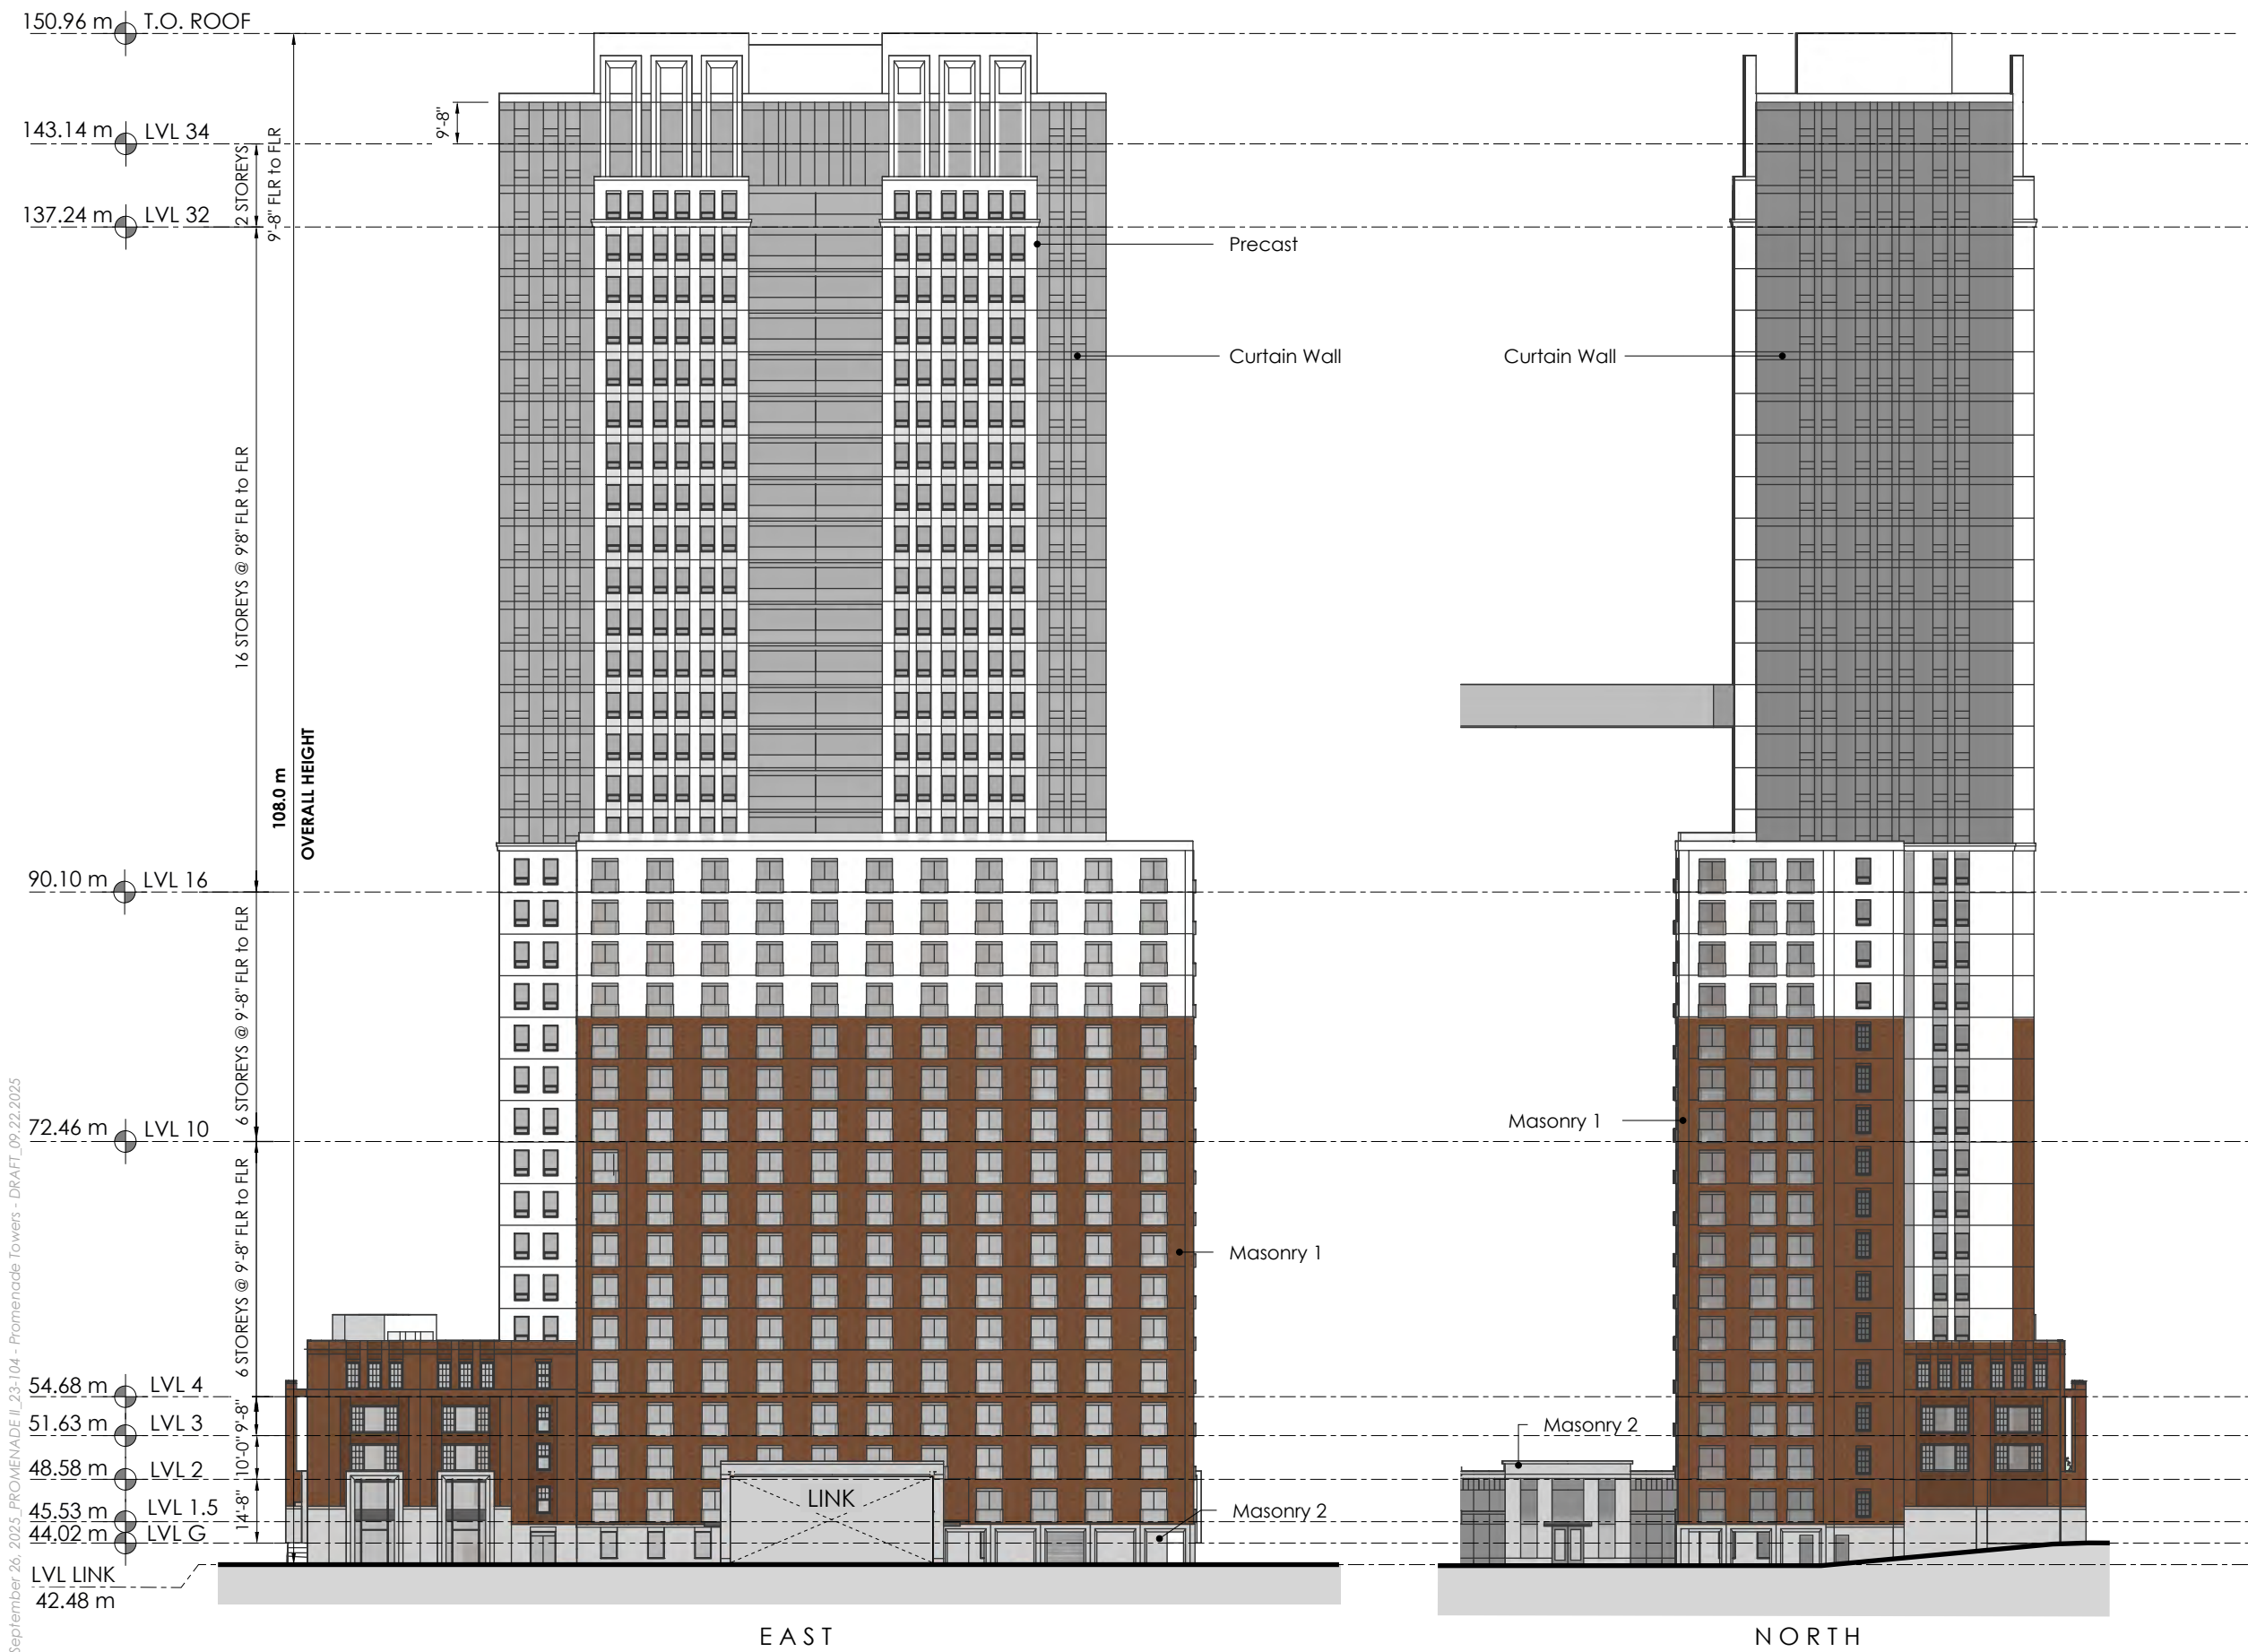 150.96 m T.O. ROOF
9'-8"
143.14 m LVL 34
2 STOREYS
9'-8" FLR to FLR
137.24 m LVL 32
Precast
Curtain Wall
Curtain Wall
16 STOREYS @ 9'8" FLR to FLR
108.0 m
OVERALL HEIGHT
90.10 m LVL 16
6 STOREYS @ 9'-8" FLR to FLR
72.46 m LVL 10
Masonry 1
Masonry 1
6 STOREYS @ 9'-8" FLR to FLR
54.68 m LVL 4
9'-8"
51.63 m LVL 3
Masonry 2
10'-0"
48.58 m LVL 2
LINK
14'-8"
45.53 m LVL 1.5
Masonry 2
44.02 m LVL G
LVL LINK
42.48 m
EAST
NORTH
September 26, 2025_PROMENADE II_23-104 - Promenade Towers - DRAFT_09.22.2025